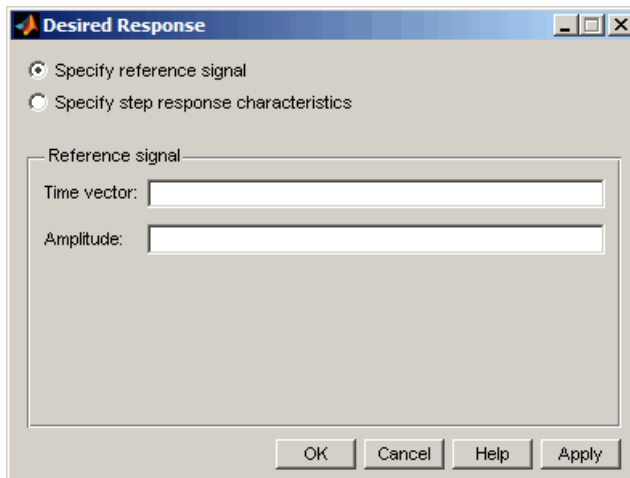 Desired Response
Specify reference signal
Specify step response characteristics
Reference signal
Time vector:
Amplitude:
OK Cancel Help Apply